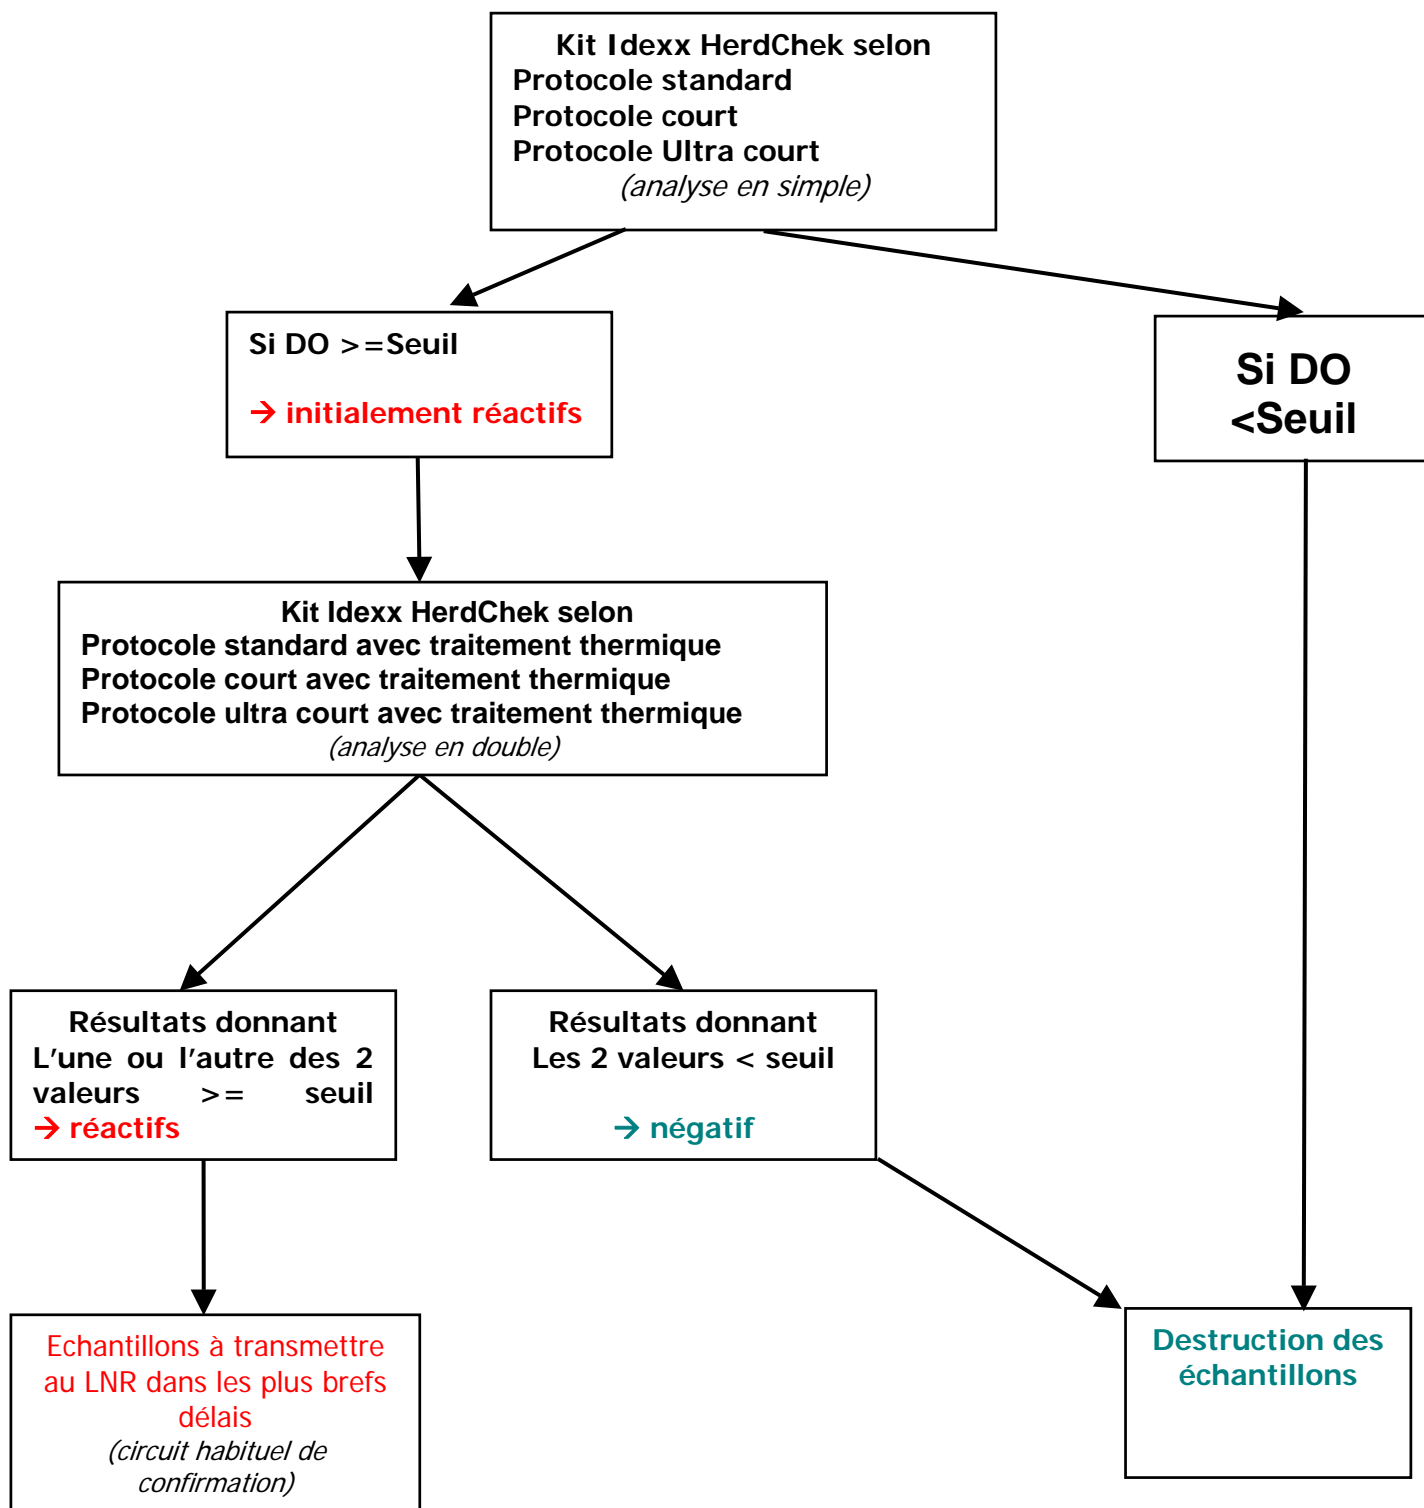 Kit Idexx HerdChek selon
Protocole standard
Protocole court
Protocole Ultra court
(analyse en simple)
Si DO >=Seuil
→ initialement réactifs
Si DO
<Seuil
Kit Idexx HerdChek selon
Protocole standard avec traitement thermique
Protocole court avec traitement thermique
Protocole ultra court avec traitement thermique
(analyse en double)
Résultats donnant
L'une ou l'autre des 2
valeurs >= seuil
→ réactifs
Résultats donnant
Les 2 valeurs < seuil
→ négatif
Echantillons à transmettre
au LNR dans les plus brefs
délais
(circuit habituel de
confirmation)
Destruction des
échantillons